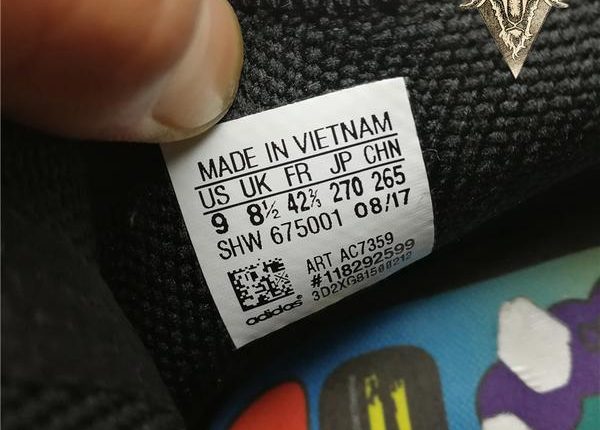 MADE IN VIETNAM
US UK FR JP CHN
9 8½ 42⅔ 270 265
SHW 675001 08/17
ART AC7359
#118292599
3D2XG81500212
adidas®